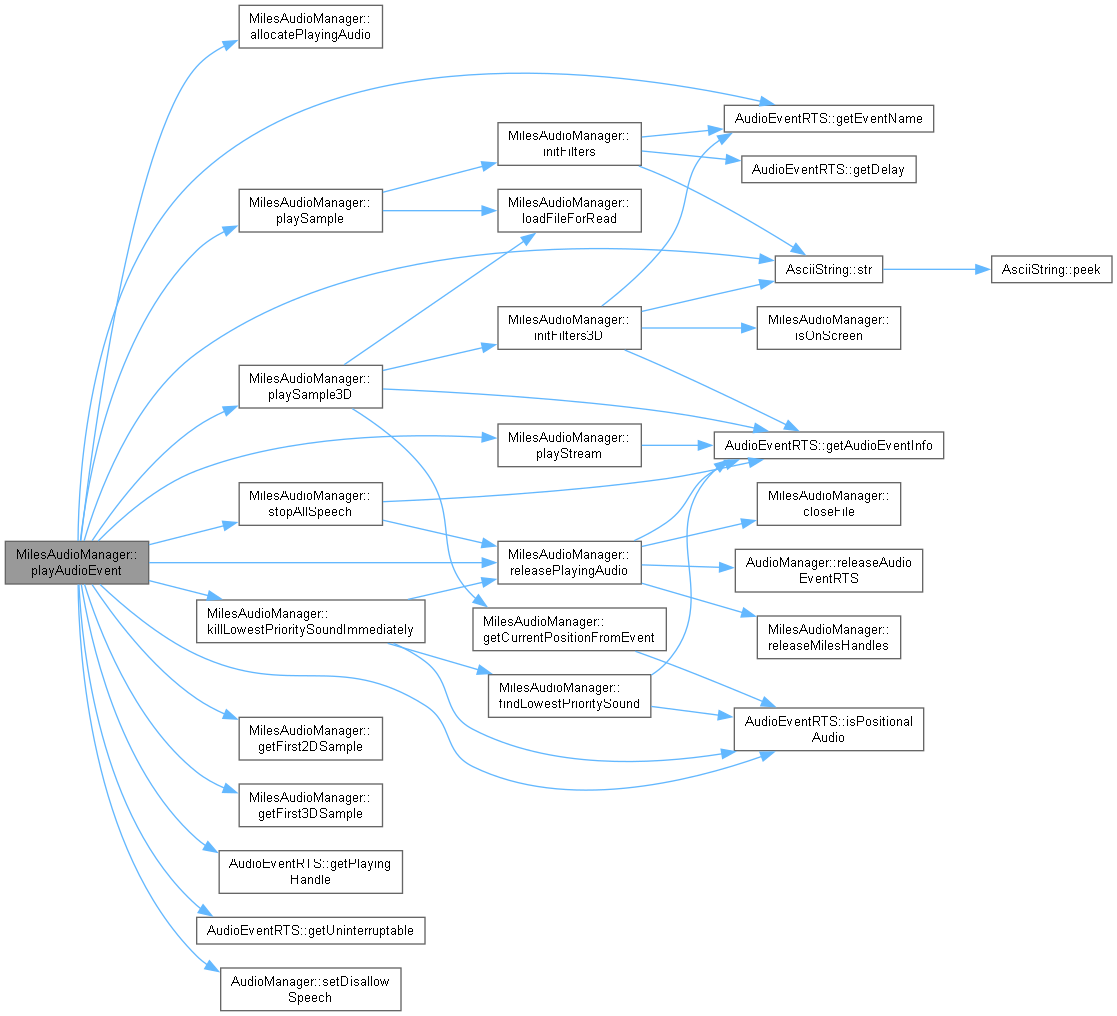 MilesAudioManager::
allocatePlayingAudio
AudioEventRTS::getEventName
MilesAudioManager::
initFilters
AudioEventRTS::getDelay
MilesAudioManager::
playSample
MilesAudioManager::
loadFileForRead
AsciiString::str
AsciiString::peek
MilesAudioManager::
initFilters3D
MilesAudioManager::
isOnScreen
MilesAudioManager::
playSample3D
MilesAudioManager::
playStream
AudioEventRTS::getAudioEventInfo
MilesAudioManager::
stopAllSpeech
MilesAudioManager::
closeFile
MilesAudioManager::
playAudioEvent
MilesAudioManager::
releasePlayingAudio
AudioManager::releaseAudio
EventRTS
MilesAudioManager::
killLowestPrioritySoundImmediately
MilesAudioManager::
getCurrentPositionFromEvent
MilesAudioManager::
releaseMilesHandles
MilesAudioManager::
findLowestPrioritySound
AudioEventRTS::isPositional
Audio
MilesAudioManager::
getFirst2DSample
MilesAudioManager::
getFirst3DSample
AudioEventRTS::getPlaying
Handle
AudioEventRTS::getUninterruptable
AudioManager::setDisallow
Speech